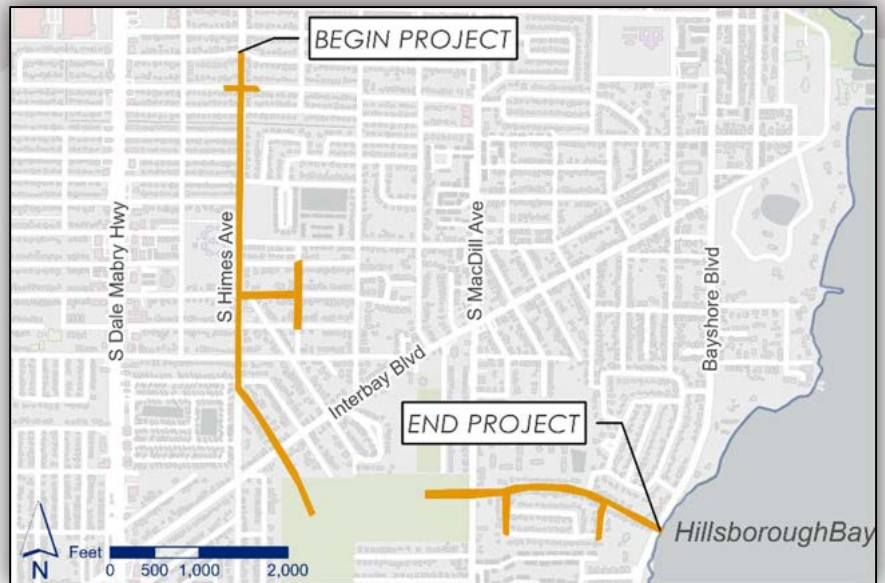 BEGIN PROJECT
S Dale Mabry Hwy
S Himes Ave
S MacDill Ave
Bayshore Blvd
Interbay Blvd
END PROJECT
HillsboroughBay
Feet
0 500 1,000 2,000
N